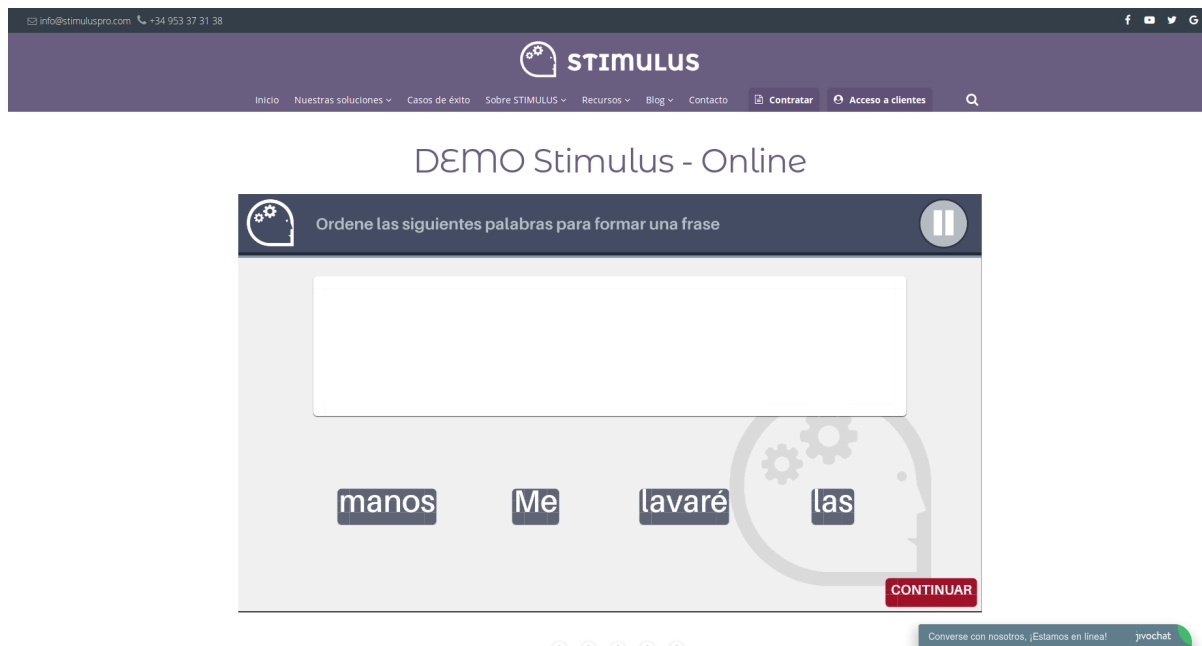 info@stimuluspro.com +34 953 37 31 38
STIMULUS
Inicio Nuestras soluciones Casos de éxito Sobre STIMULUS Recursos Blog Contacto Contratar Acceso a clientes
DEMO Stimulus - Online
Ordene las siguientes palabras para formar una frase
manos Me lavaré las
CONTINUAR
Converse con nosotros, ¡Estamos en línea! jivochat